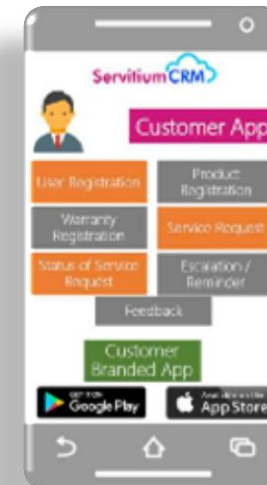 Servitium CRM
Customer App
User Registration
Product
Registration
Warranty
Registration
Service Request
Status of Service
Request
Escalation /
Reminder
Feedback
Customer
Branded App
GET IT ON
Google Play
Available on the
App Store